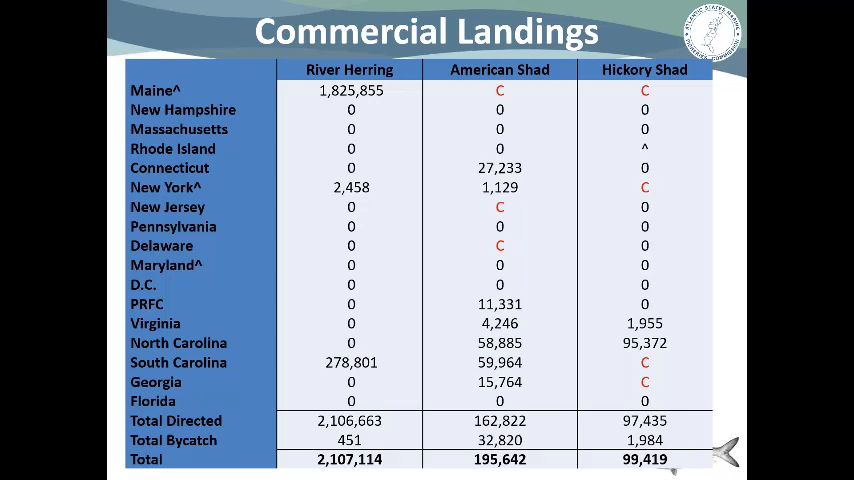 Commercial Landings
ATLANTIC STATES MARINE FISHERIES COMMISSION
River Herring American Shad Hickory Shad
Maine^ 1,825,855 C C
New Hampshire 0 0 0
Massachusetts 0 0 0
Rhode Island 0 0 ^
Connecticut 0 27,233 0
New York^ 2,458 1,129 C
New Jersey 0 C 0
Pennsylvania 0 0 0
Delaware 0 C 0
Maryland^ 0 0 0
D.C. 0 0 0
PRFC 0 11,331 0
Virginia 0 4,246 1,955
North Carolina 0 58,885 95,372
South Carolina 278,801 59,964 C
Georgia 0 15,764 C
Florida 0 0 0
Total Directed 2,106,663 162,822 97,435
Total Bycatch 451 32,820 1,984
Total 2,107,114 195,642 99,419